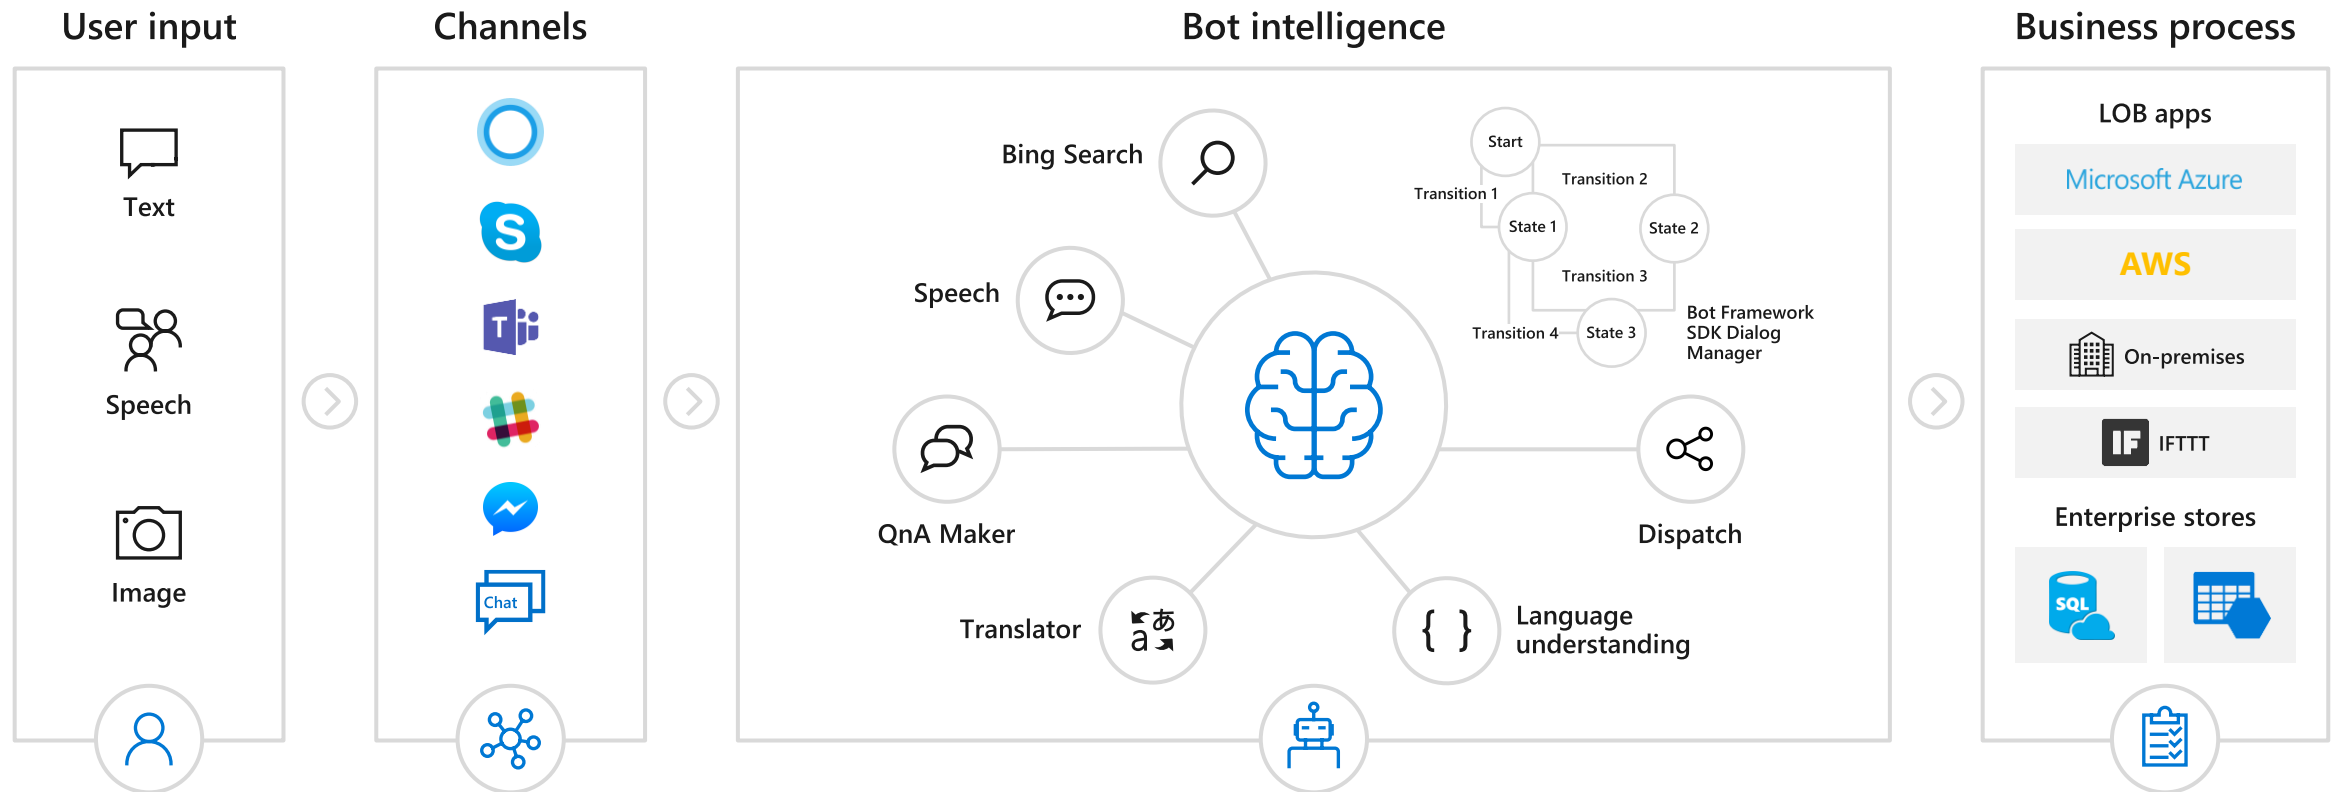 User input
Text
Speech
Image
Channels
S
T
Chat
Bot intelligence
Bing Search
Speech
QnA Maker
Translator
a あ
Language
understanding
Dispatch
Start
Transition 1
Transition 2
State 1
State 2
Transition 3
Transition 4
State 3
Bot Framework
SDK Dialog
Manager
Business process
LOB apps
Microsoft Azure
AWS
On-premises
IF IFTTT
Enterprise stores
SQL